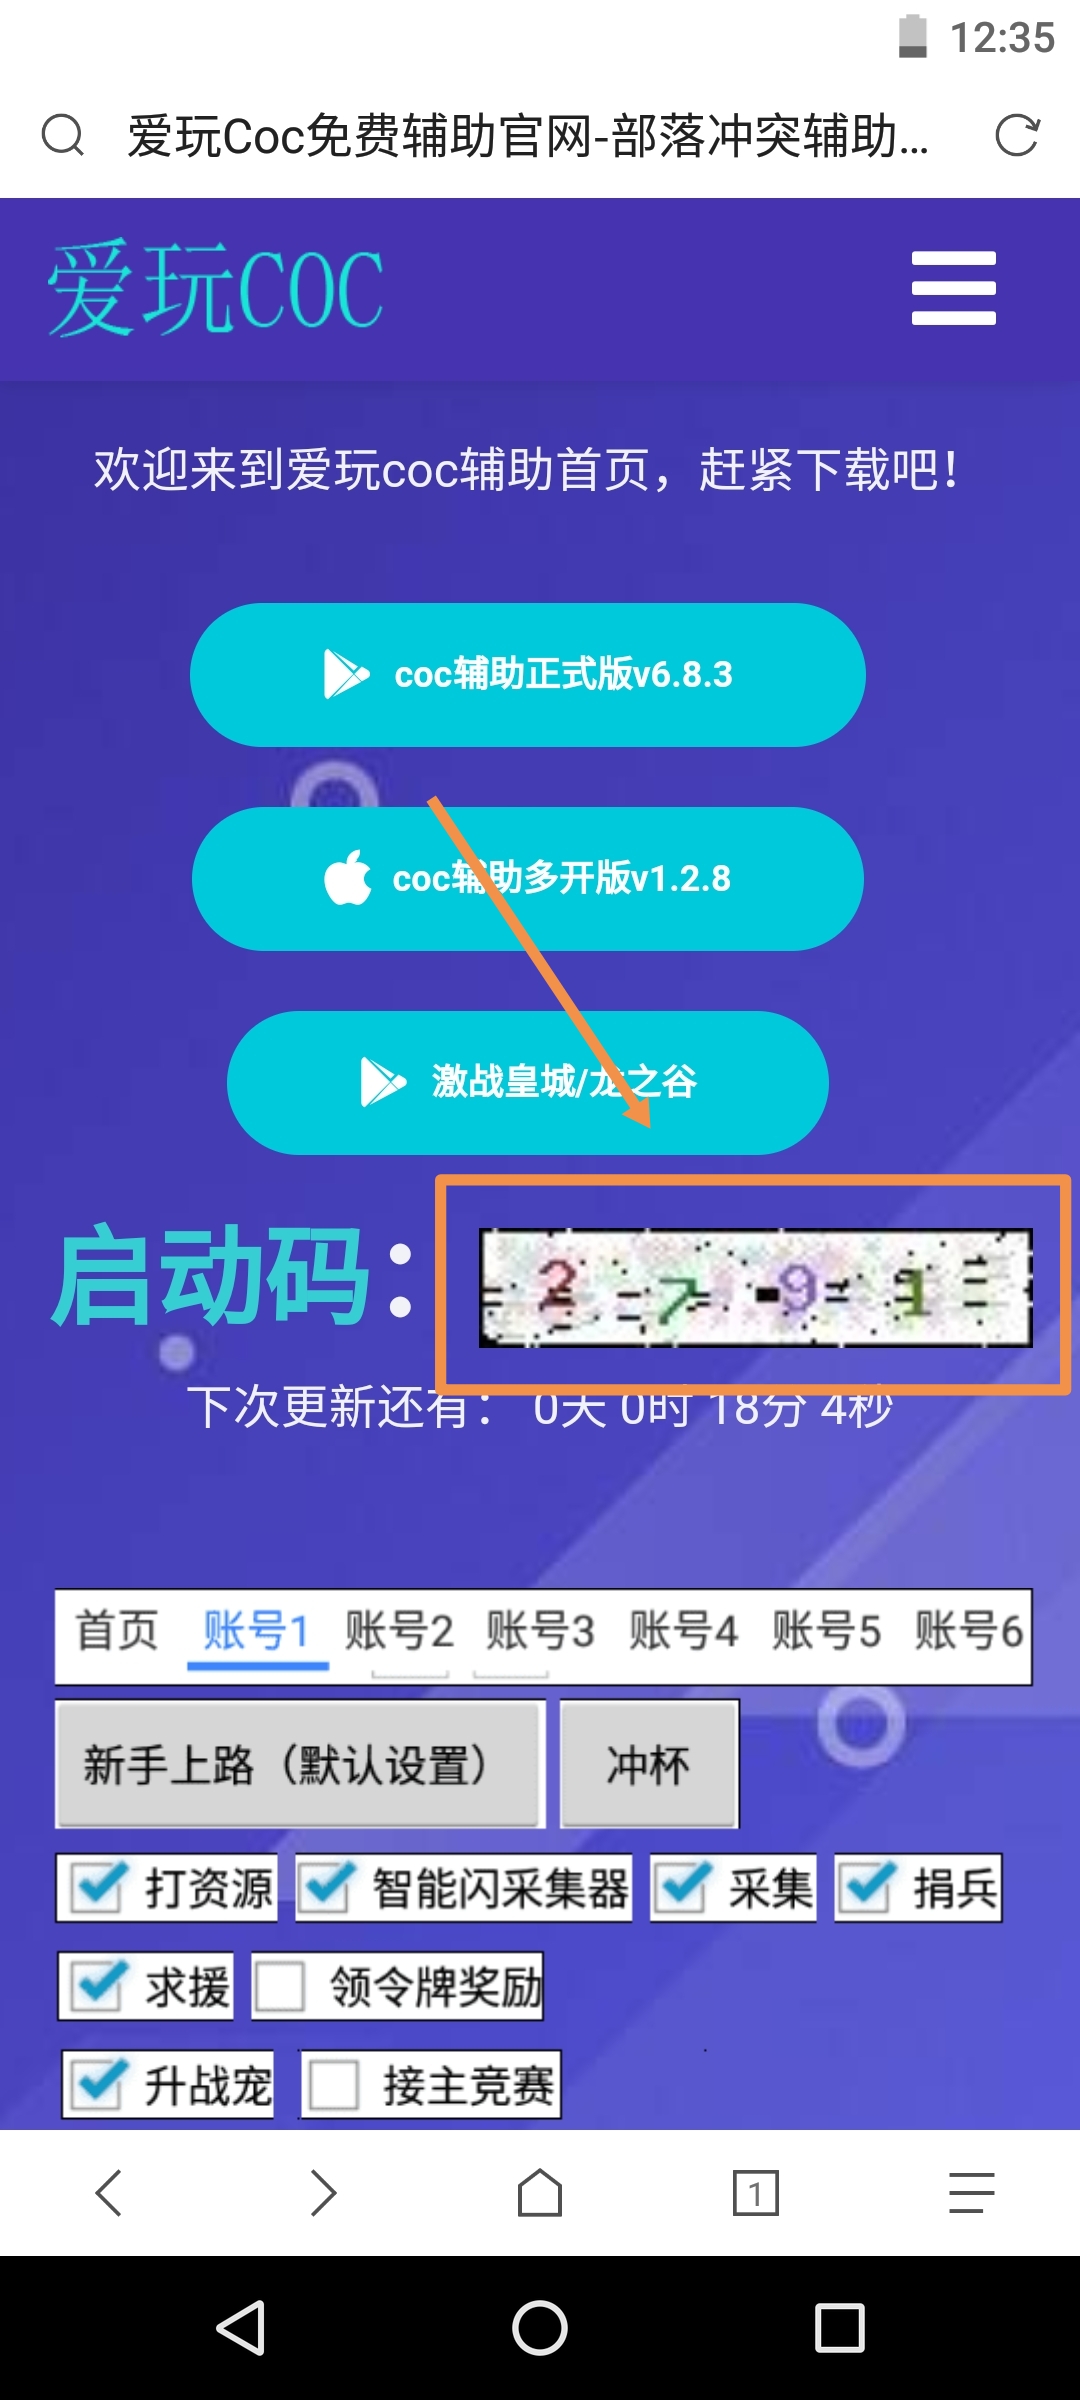 12:35
爱玩Coc免费辅助官网-部落冲突辅助...
爱玩COC
欢迎来到爱玩coc辅助首页，赶紧下载吧！
coc辅助正式版v6.8.3
coc辅助多开版v1.2.8
激战皇城/龙之谷
启动码：2 7 9 1
下次更新还有： 0天 0时 18分 4秒
首页 账号1 账号2 账号3 账号4 账号5 账号6
新手上路（默认设置） 冲杯
打资源 智能闪采集器 采集 捐兵
求援 领令牌奖励
升战宠 接主竞赛
1